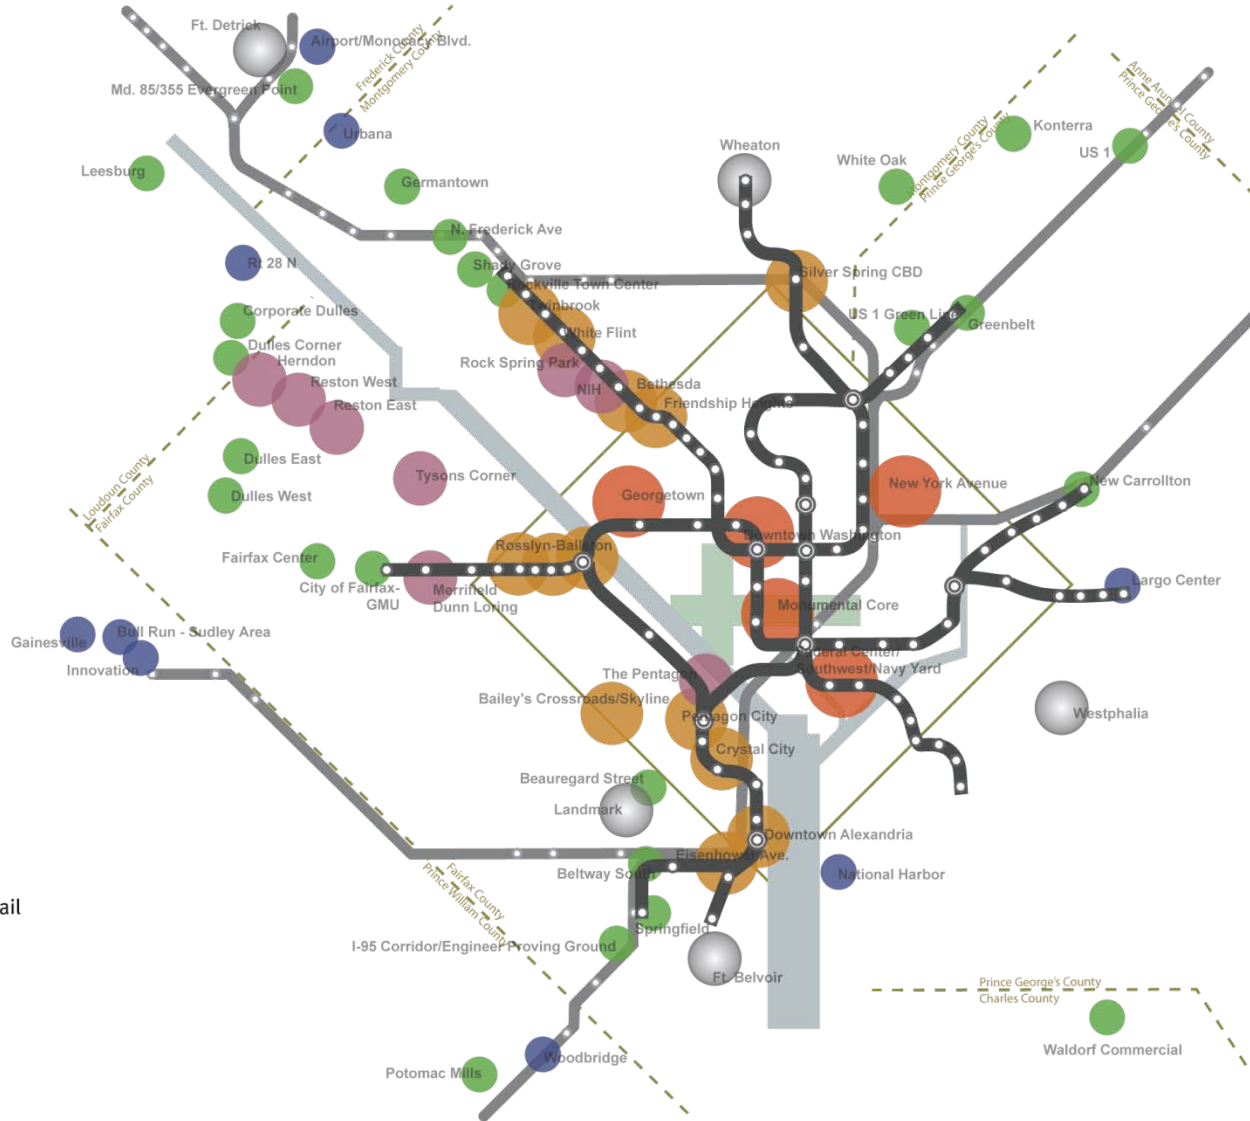 Ft. Detrick
Airport/Monocacy Blvd.
Md. 85/355 Evergreen Point
Frederick County
Montgomery County
Urbana
Leesburg
Germantown
Wheaton
White Oak
Konterra
US 1
Anne Arundel County
Prince George's County
Montgomery County
Prince George's County
N. Frederick Ave
Rt 28 N
Shady Grove
Rockville Town Center
Silver Spring CBD
Twinbrook
Corporate Dulles
US 1 Green Line
Greenbelt
White Flint
Dulles Corner
Herndon
Rock Spring Park
Reston West
NIH
Bethesda
Reston East
Friendship Heights
Dulles East
Tysons Corner
Dulles West
Loudoun County
Fairfax County
Georgetown
New York Avenue
New Carrollton
Downtown Washington
Rosslyn-Ballston
Fairfax Center
City of Fairfax-
GMU
Merrifield
Dunn Loring
Largo Center
Monumental Core
Gainesville
Bull Run - Sudley Area
Innovation
Federal Center/
Southwest/Navy Yard
The Pentagon
Bailey's Crossroads/Skyline
Pentagon City
Westphalia
Crystal City
Beauregard Street
Landmark
Downtown Alexandria
Eisenhower Ave.
Beltway South
National Harbor
Fairfax County
Prince William County
ail
Springfield
I-95 Corridor/Engineer Proving Ground
Ft. Belvoir
Prince George's County
Charles County
Waldorf Commercial
Woodbridge
Potomac Mills